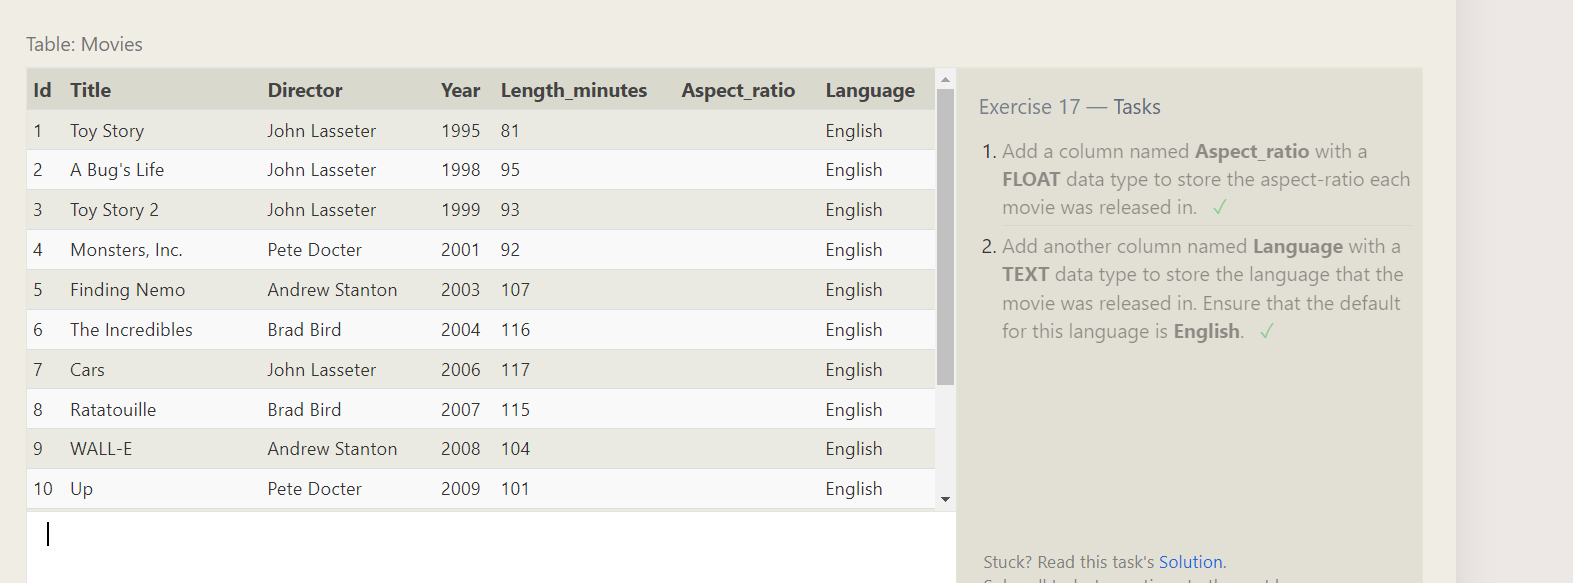 Table: Movies
Id Title Director Year Length_minutes Aspect_ratio Language
1 Toy Story John Lasseter 1995 81 English
2 A Bug's Life John Lasseter 1998 95 English
3 Toy Story 2 John Lasseter 1999 93 English
4 Monsters, Inc. Pete Docter 2001 92 English
5 Finding Nemo Andrew Stanton 2003 107 English
6 The Incredibles Brad Bird 2004 116 English
7 Cars John Lasseter 2006 117 English
8 Ratatouille Brad Bird 2007 115 English
9 WALL-E Andrew Stanton 2008 104 English
10 Up Pete Docter 2009 101 English
Exercise 17 — Tasks
1. Add a column named Aspect_ratio with a
FLOAT data type to store the aspect-ratio each
movie was released in. ✓
2. Add another column named Language with a
TEXT data type to store the language that the
movie was released in. Ensure that the default
for this language is English. ✓
Stuck? Read this task's Solution.